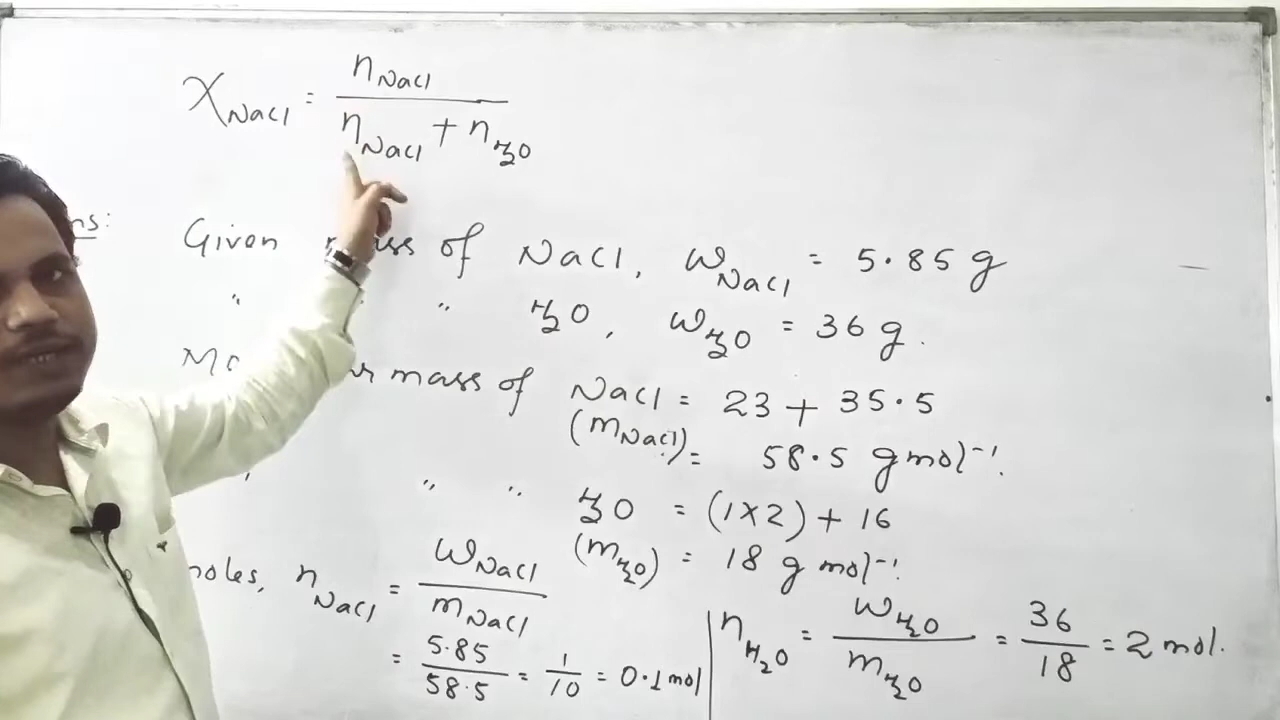 χ_NaCl = n_NaCl / (n_NaCl + n_H₂O)
ns:
Given mass of NaCl, w_NaCl = 5.85 g
" " H₂O, w_H₂O = 36 g.
mass of NaCl = 23 + 35.5
(m_NaCl) = 58.5 g mol⁻¹.
" " H₂O = (1×2) + 16
(m_H₂O) = 18 g mol⁻¹.
moles, n_NaCl = w_NaCl / m_NaCl
= 5.85 / 58.5 = 1/10 = 0.1 mol
n_H₂O = w_H₂O / m_H₂O = 36/18 = 2 mol.